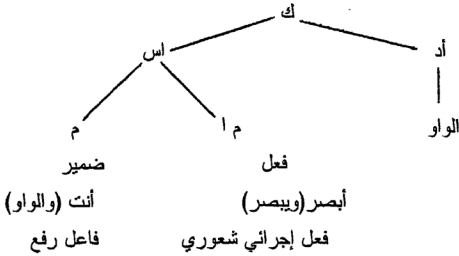 ك
أد اس
الواو م ا م
فعل ضمير
أبصر(ويبصر) أنت (والواو)
فعل إجرائي شعوري فاعل رفع